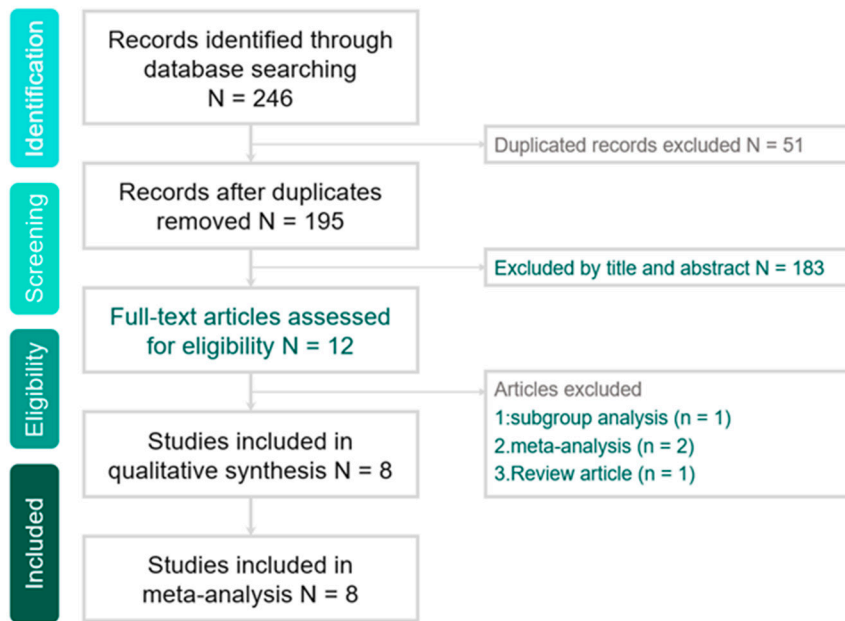 Identification
Records identified through
database searching
N = 246
Duplicated records excluded N = 51
Screening
Records after duplicates
removed N = 195
Excluded by title and abstract N = 183
Full-text articles assessed
for eligibility N = 12
Eligibility
Articles excluded
1:subgroup analysis (n = 1)
2.meta-analysis (n = 2)
3.Review article (n = 1)
Studies included in
qualitative synthesis N = 8
Included
Studies included in
meta-analysis N = 8